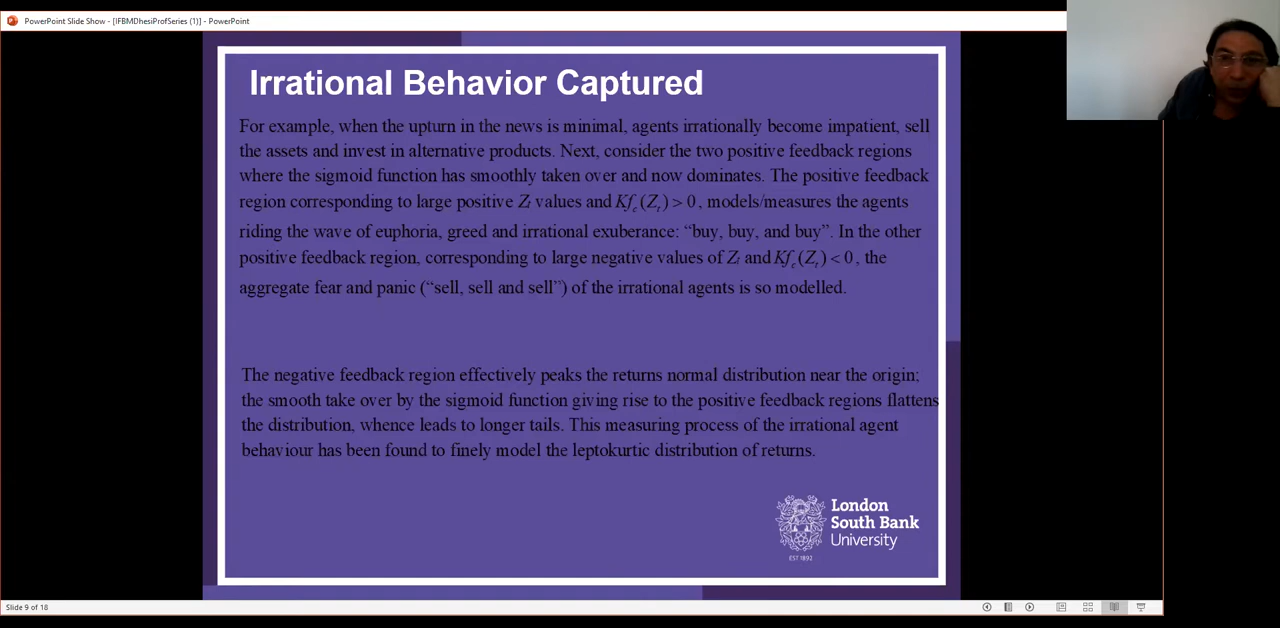 PowerPoint Slide Show - [IFBMDhesiProfSeries (1)] - PowerPoint
Irrational Behavior Captured
For example, when the upturn in the news is minimal, agents irrationally become impatient, sell
the assets and invest in alternative products. Next, consider the two positive feedback regions
where the sigmoid function has smoothly taken over and now dominates. The positive feedback
region corresponding to large positive Zₜ values and Kf_c(Zₜ) > 0, models/measures the agents
riding the wave of euphoria, greed and irrational exuberance: “buy, buy, and buy”. In the other
positive feedback region, corresponding to large negative values of Zₜ and Kf_c(Zₜ) < 0, the
aggregate fear and panic (“sell, sell and sell”) of the irrational agents is so modelled.
The negative feedback region effectively peaks the returns normal distribution near the origin;
the smooth take over by the sigmoid function giving rise to the positive feedback regions flattens
the distribution, whence leads to longer tails. This measuring process of the irrational agent
behaviour has been found to finely model the leptokurtic distribution of returns.
London
South Bank
University
EST 1892
Slide 9 of 18